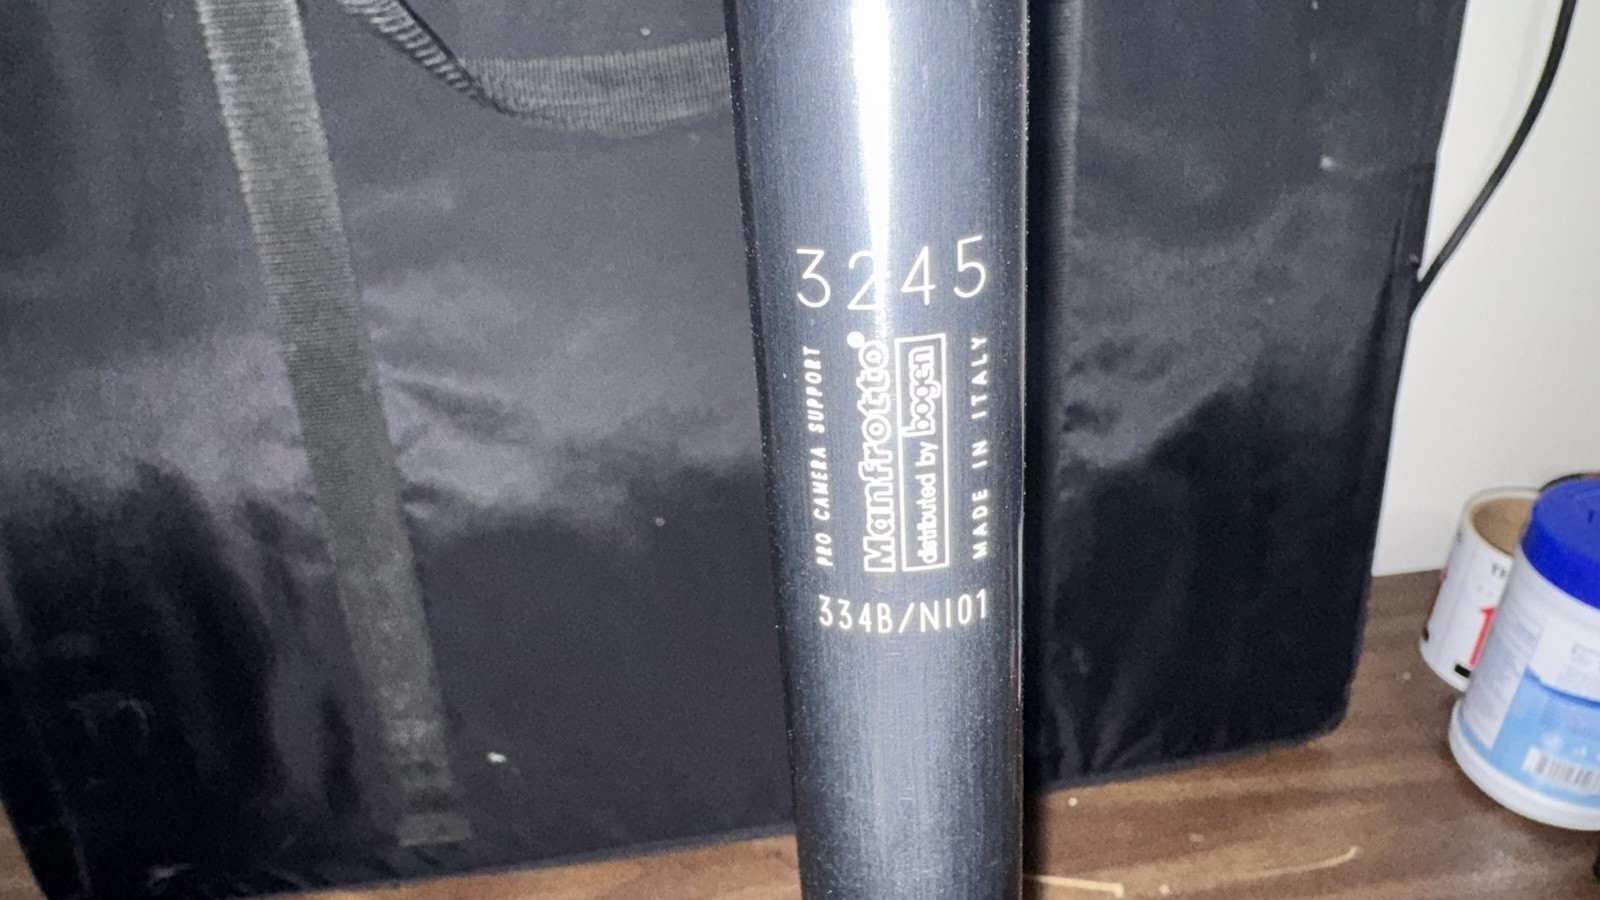 3245
PRO CAMERA SUPPORT
Manfrotto
distributed by bogen
MADE IN ITALY
334B/NI01